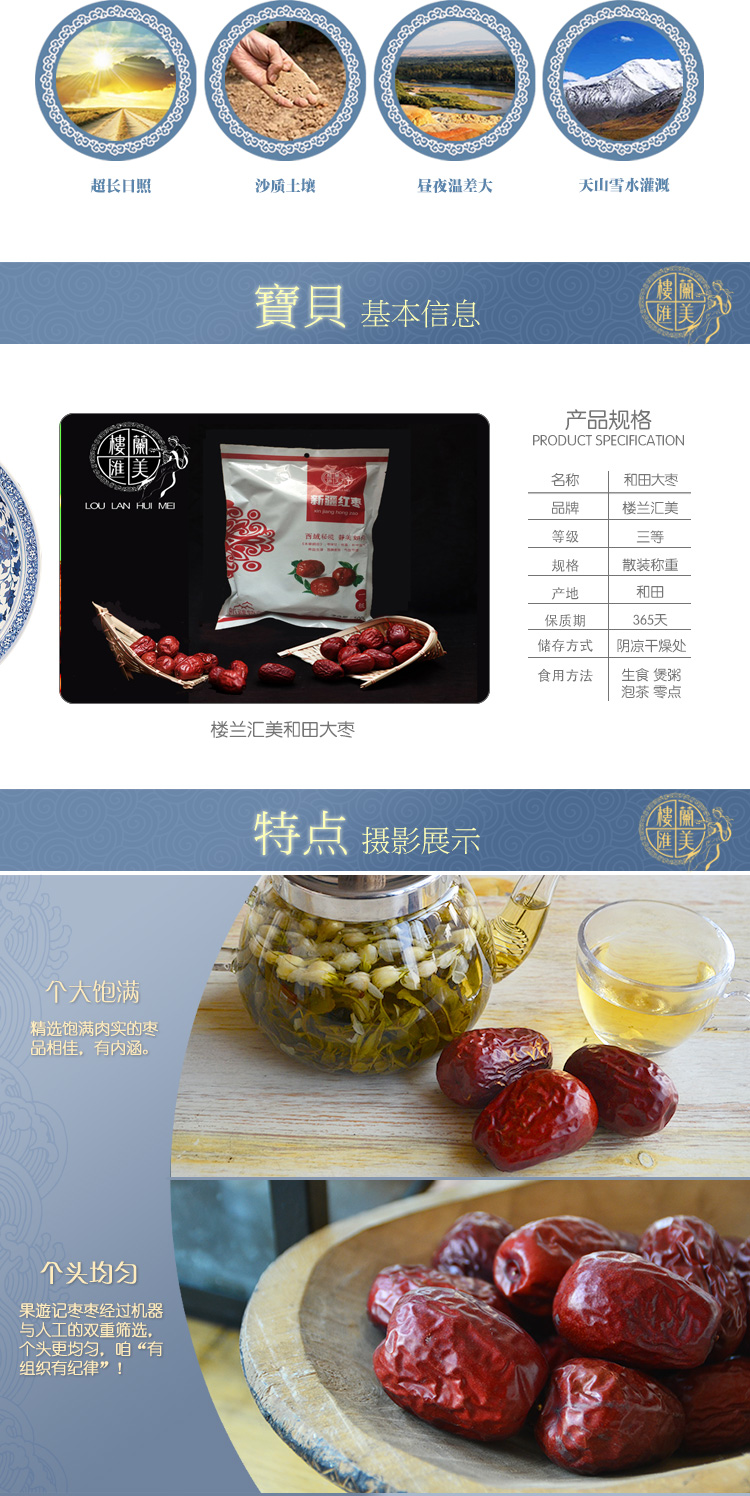 超长日照
沙质土壤
昼夜温差大
天山雪水灌溉
寶貝 基本信息
樓蘭
匯美
樓蘭
匯美
LOU LAN HUI MEI
新疆红枣
xin jiang hong zao
楼兰汇美和田大枣
产品规格
PRODUCT SPECIFICATION
名称 和田大枣
品牌 楼兰汇美
等级 三等
规格 散装称重
产地 和田
保质期 365天
储存方式 阴凉干燥处
食用方法 生食 煲粥
泡茶 零点
特点 摄影展示
樓蘭
匯美
个大饱满
精选饱满肉实的枣
品相佳，有内涵。
个头均匀
果遊记枣枣经过机器
与人工的双重筛选，
个头更均匀，咱“有
组织有纪律”！